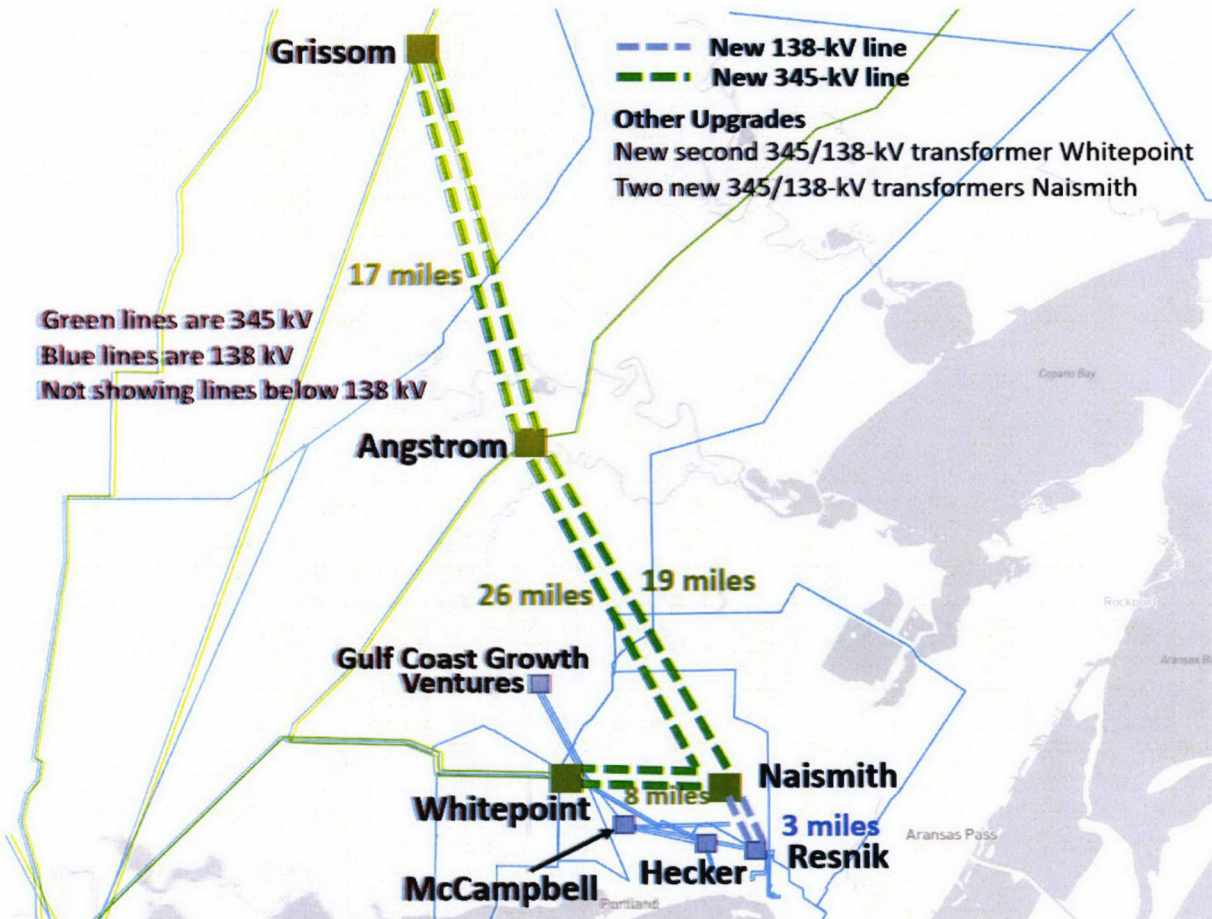 Grissom
New 138-kV line
New 345-kV line
Other Upgrades
New second 345/138-kV transformer Whitepoint
Two new 345/138-kV transformers Naismith
17 miles
Green lines are 345 kV
Blue lines are 138 kV
Not showing lines below 138 kV
Copano Bay
Angstrom
26 miles
19 miles
Rockport
Gulf Coast Growth
Ventures
Aransas B
Naismith
8 miles
Whitepoint
3 miles
Aransas Pass
Resnik
Hecker
McCampbell
Portland